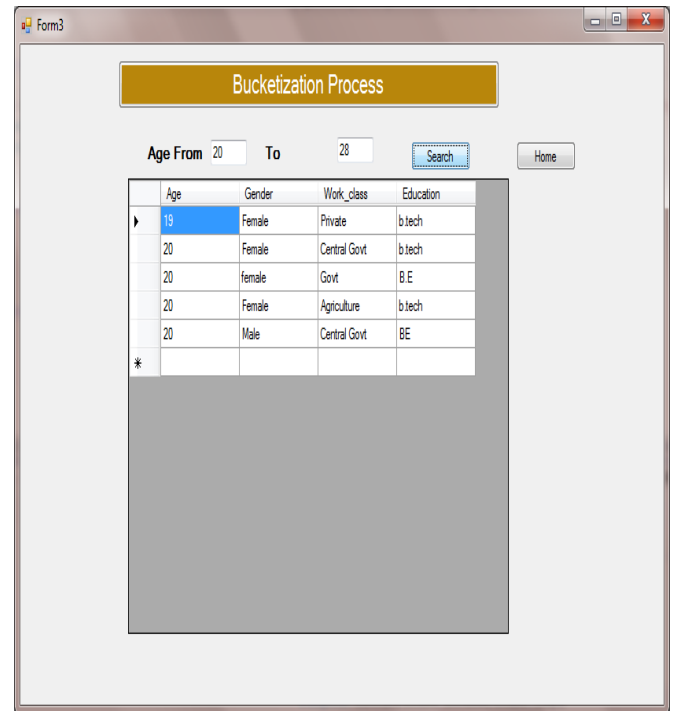 Form3
Bucketization Process
Age From 20 To 28 Search Home
Age Gender Work_class Education
19 Female Private b.tech
20 Female Central Govt b.tech
20 female Govt B.E
20 Female Agriculture b.tech
20 Male Central Govt BE